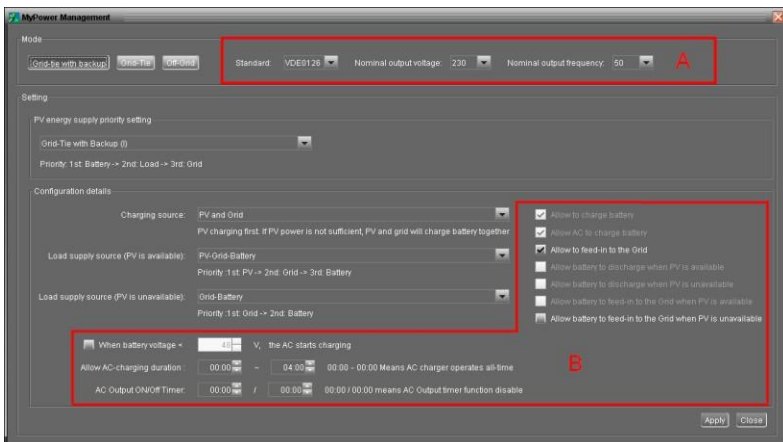 MyPower Management
Mode
Grid-tie with backup Grid-Tie Off-Grid Standard: VDE0126 Nominal output voltage: 230 Nominal output frequency: 50 A
Setting
PV energy supply priority setting
Grid-Tie with Backup (I)
Priority: 1st: Battery -> 2nd: Load -> 3rd: Grid
Configuration details
Charging source: PV and Grid Allow to charge battery
PV charging first. If PV power is not sufficient, PV and grid will charge battery together Allow AC to charge battery
Allow to feed-in to the Grid
Load supply source (PV is available): PV-Grid-Battery Allow battery to discharge when PV is available
Priority :1st: PV -> 2nd: Grid -> 3rd: Battery Allow battery to discharge when PV is unavailable
Load supply source (PV is unavailable): Grid-Battery Allow battery to feed-in to the Grid when PV is available
Priority :1st: Grid -> 2nd: Battery Allow battery to feed-in to the Grid when PV is unavailable
When battery voltage < 46 V, the AC starts charging
Allow AC-charging duration : 00:00 – 04:00 00:00 - 00:00 Means AC charger operates all-time B
AC Output ON/Off Timer: 00:00 / 00:00 00:00 / 00:00 means AC Output timer function disable
Apply Close